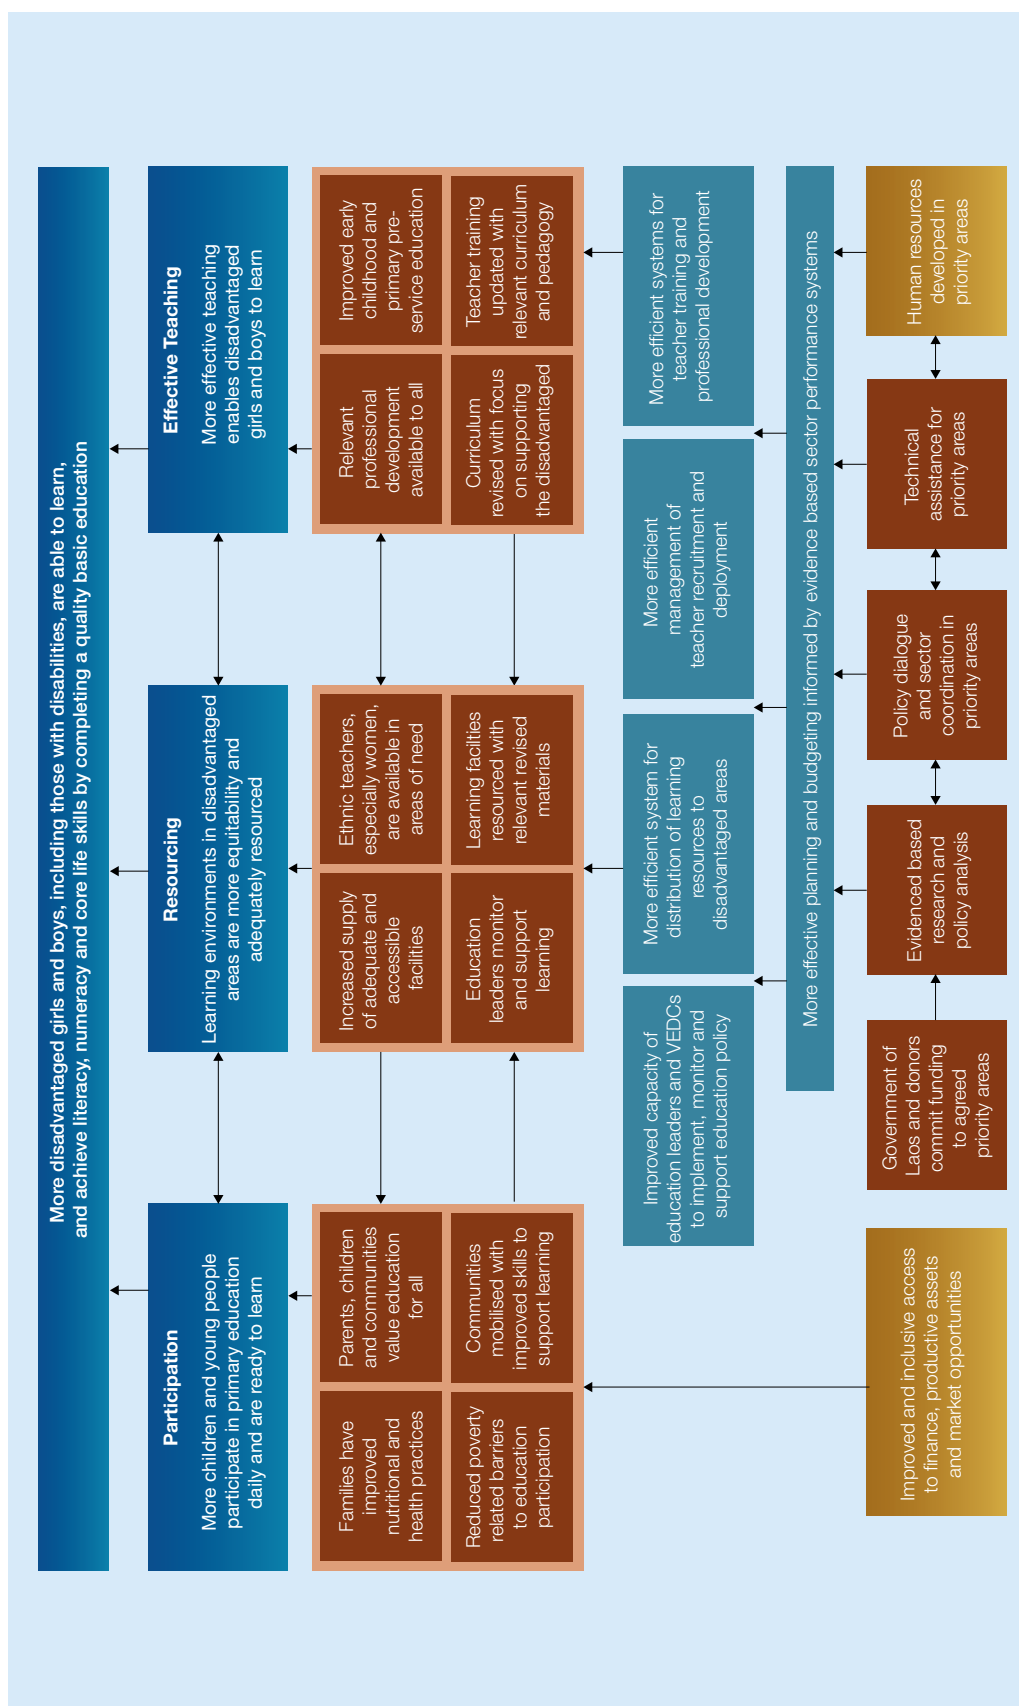 More disadvantaged girls and boys, including those with disabilities, are able to learn,
and achieve literacy, numeracy and core life skills by completing a quality basic education
Participation
More children and young people
participate in primary education
daily and are ready to learn
Resourcing
Learning environments in disadvantaged
areas are more equitability and
adequately resourced
Effective Teaching
More effective teaching
enables disadvantaged
girls and boys to learn
Families have
improved
nutritional and
health practices
Parents, children
and communities
value education
for all
Reduced poverty
related barriers
to education
participation
Communities
mobilised with
improved skills to
support learning
Increased supply
of adequate and
accessible
facilities
Ethnic teachers,
especially women,
are available in
areas of need
Education
leaders monitor
and support
learning
Learning facilities
resourced with
relevant revised
materials
Relevant
professional
development
available to all
Improved early
childhood and
primary pre-
service education
Curriculum
revised with focus
on supporting
the disadvantaged
Teacher training
updated with
relevant curriculum
and pedagogy
Improved capacity of
education leaders and VEDCs
to implement, monitor and
support education policy
More efficient system for
distribution of learning
resources to
disadvantaged areas
More efficient
management of
teacher recruitment and
deployment
More efficient systems for
teacher training and
professional development
More effective planning and budgeting informed by evidence based sector performance systems
Improved and inclusive access
to finance, productive assets
and market opportunities
Government of
Laos and donors
commit funding
to agreed
priority areas
Evidenced based
research and
policy analysis
Policy dialogue
and sector
coordination in
priority areas
Technical
assistance for
priority areas
Human resources
developed in
priority areas